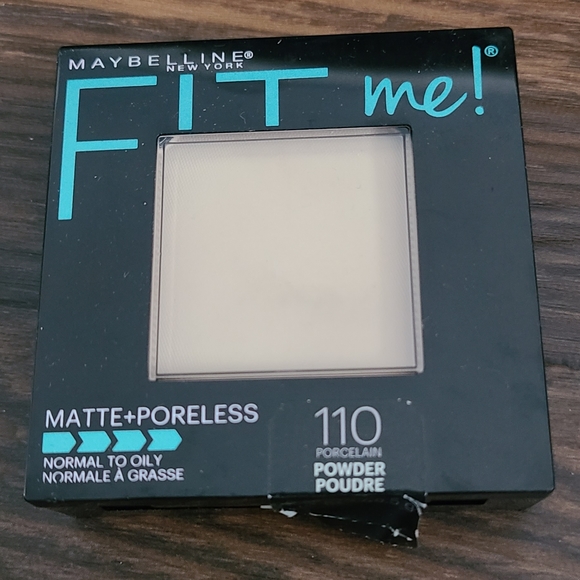 MAYBELLINE®
NEW YORK
FIT me!®
MATTE+PORELESS
NORMAL TO OILY
NORMALE À GRASSE
110
PORCELAIN
POWDER
POUDRE